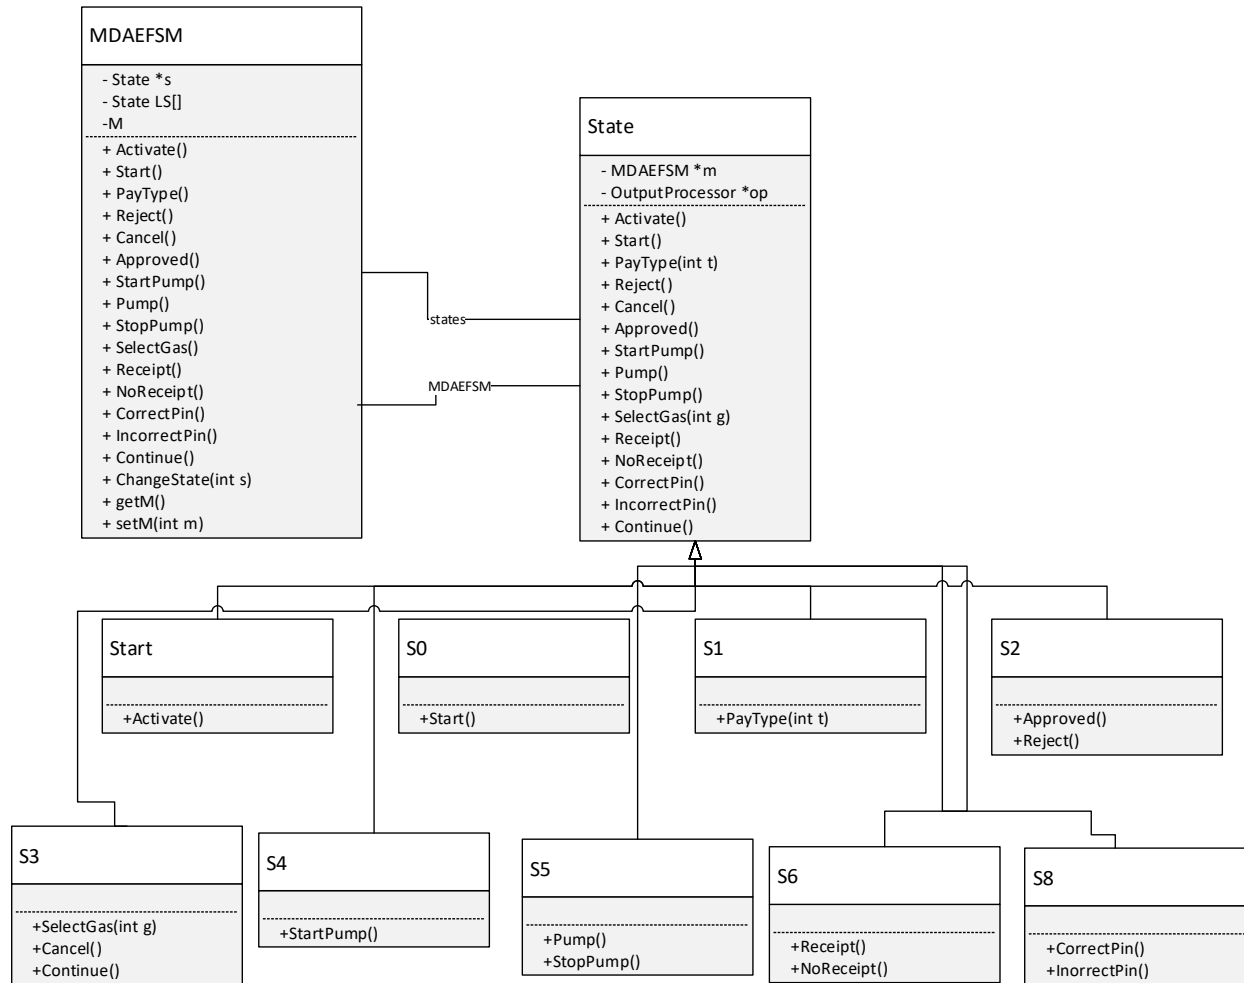 MDAEFSM
- State *s
- State LS[]
-M
+ Activate()
+ Start()
+ PayType()
+ Reject()
+ Cancel()
+ Approved()
+ StartPump()
+ Pump()
+ StopPump()
+ SelectGas()
+ Receipt()
+ NoReceipt()
+ CorrectPin()
+ IncorrectPin()
+ Continue()
+ ChangeState(int s)
+ getM()
+ setM(int m)
states
MDAEFSM
State
- MDAEFSM *m
- OutputProcessor *op
+ Activate()
+ Start()
+ PayType(int t)
+ Reject()
+ Cancel()
+ Approved()
+ StartPump()
+ Pump()
+ StopPump()
+ SelectGas(int g)
+ Receipt()
+ NoReceipt()
+ CorrectPin()
+ IncorrectPin()
+ Continue()
Start
+Activate()
S0
+Start()
S1
+PayType(int t)
S2
+Approved()
+Reject()
S3
+SelectGas(int g)
+Cancel()
+Continue()
S4
+StartPump()
S5
+Pump()
+StopPump()
S6
+Receipt()
+NoReceipt()
S8
+CorrectPin()
+InorrectPin()